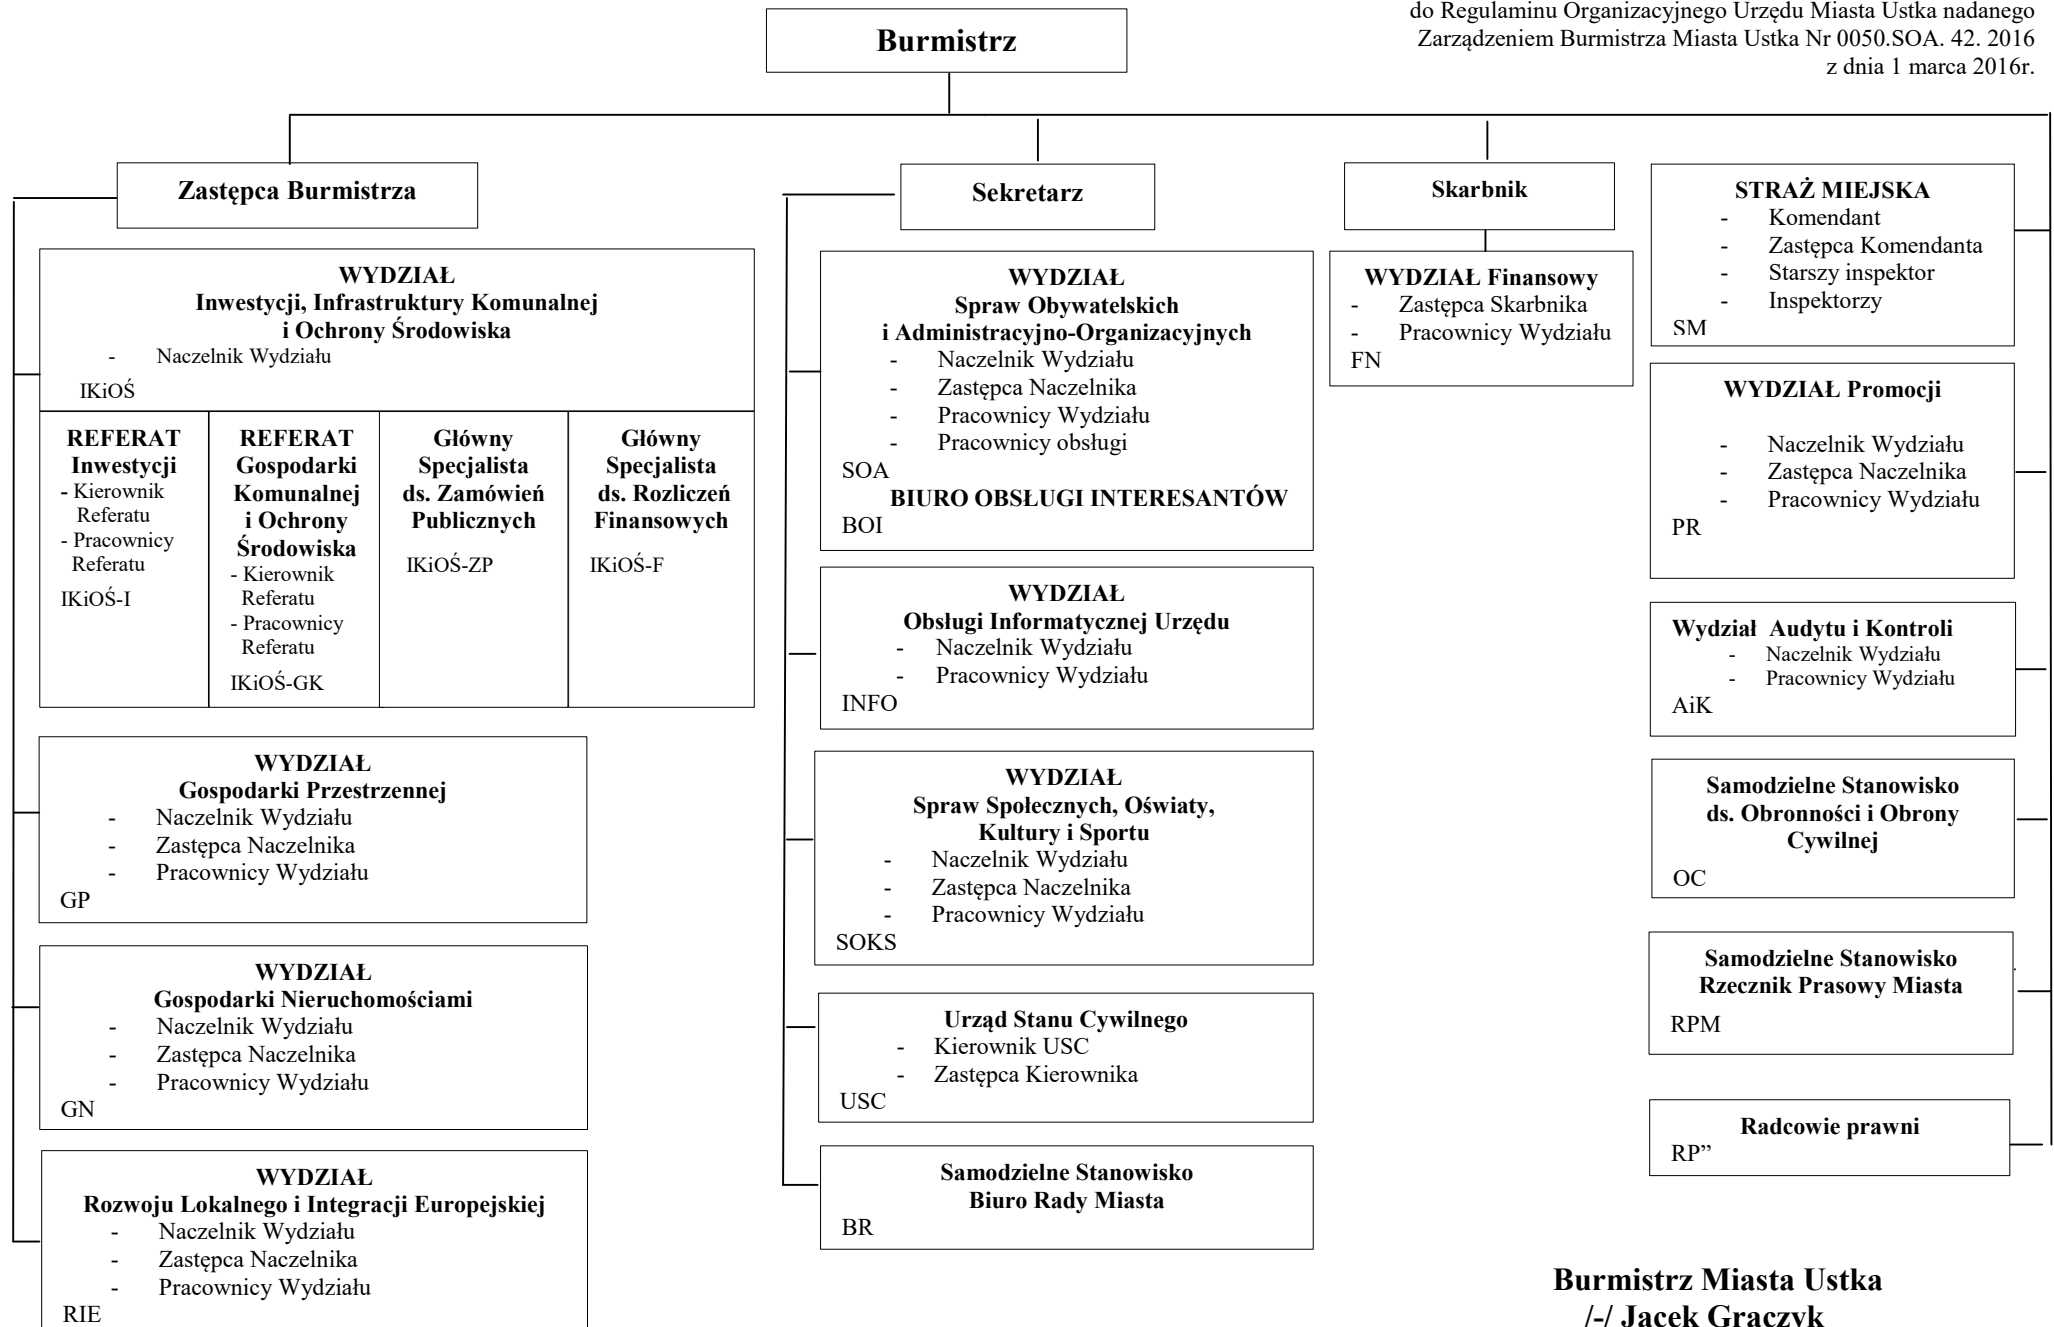 do Regulaminu Organizacyjnego Urzędu Miasta Ustka nadanego
Zarządzeniem Burmistrza Miasta Ustka Nr 0050.SOA. 42. 2016
z dnia 1 marca 2016r.
Burmistrz
Zastępca Burmistrza
WYDZIAŁ
Inwestycji, Infrastruktury Komunalnej
i Ochrony Środowiska
- Naczelnik Wydziału
IKiOŚ
REFERAT
Inwestycji
- Kierownik
Referatu
- Pracownicy
Referatu
IKiOŚ-I
REFERAT
Gospodarki
Komunalnej
i Ochrony
Środowiska
- Kierownik
Referatu
- Pracownicy
Referatu
IKiOŚ-GK
Główny
Specjalista
ds. Zamówień
Publicznych
IKiOŚ-ZP
Główny
Specjalista
ds. Rozliczeń
Finansowych
IKiOŚ-F
WYDZIAŁ
Gospodarki Przestrzennej
- Naczelnik Wydziału
- Zastępca Naczelnika
- Pracownicy Wydziału
GP
WYDZIAŁ
Gospodarki Nieruchomościami
- Naczelnik Wydziału
- Zastępca Naczelnika
- Pracownicy Wydziału
GN
WYDZIAŁ
Rozwoju Lokalnego i Integracji Europejskiej
- Naczelnik Wydziału
- Zastępca Naczelnika
- Pracownicy Wydziału
RIE
Sekretarz
WYDZIAŁ
Spraw Obywatelskich
i Administracyjno-Organizacyjnych
- Naczelnik Wydziału
- Zastępca Naczelnika
- Pracownicy Wydziału
- Pracownicy obsługi
SOA
BIURO OBSŁUGI INTERESANTÓW
BOI
WYDZIAŁ
Obsługi Informatycznej Urzędu
- Naczelnik Wydziału
- Pracownicy Wydziału
INFO
WYDZIAŁ
Spraw Społecznych, Oświaty,
Kultury i Sportu
- Naczelnik Wydziału
- Zastępca Naczelnika
- Pracownicy Wydziału
SOKS
Urząd Stanu Cywilnego
- Kierownik USC
- Zastępca Kierownika
USC
Samodzielne Stanowisko
Biuro Rady Miasta
BR
Skarbnik
WYDZIAŁ Finansowy
- Zastępca Skarbnika
- Pracownicy Wydziału
FN
STRAŻ MIEJSKA
- Komendant
- Zastępca Komendanta
- Starszy inspektor
- Inspektorzy
SM
WYDZIAŁ Promocji
- Naczelnik Wydziału
- Zastępca Naczelnika
- Pracownicy Wydziału
PR
Wydział Audytu i Kontroli
- Naczelnik Wydziału
- Pracownicy Wydziału
AiK
Samodzielne Stanowisko
ds. Obronności i Obrony
Cywilnej
OC
Samodzielne Stanowisko
Rzecznik Prasowy Miasta
RPM
Radcowie prawni
RP”
Burmistrz Miasta Ustka
/-/ Jacek Graczyk